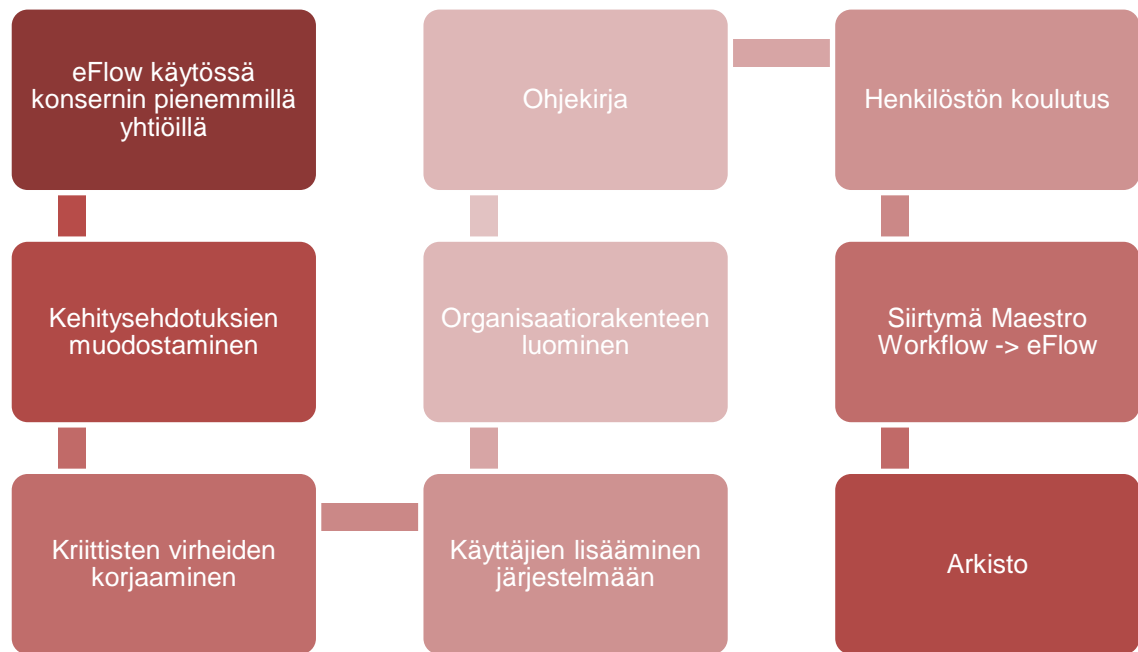 eFlow käytössä
konsernin pienemmillä
yhtiöillä
Kehitysehdotuksien
muodostaminen
Kriittisten virheiden
korjaaminen
Käyttäjien lisääminen
järjestelmään
Organisaatiorakenteen
luominen
Ohjekirja
Henkilöstön koulutus
Siirtymä Maestro
Workflow -> eFlow
Arkisto